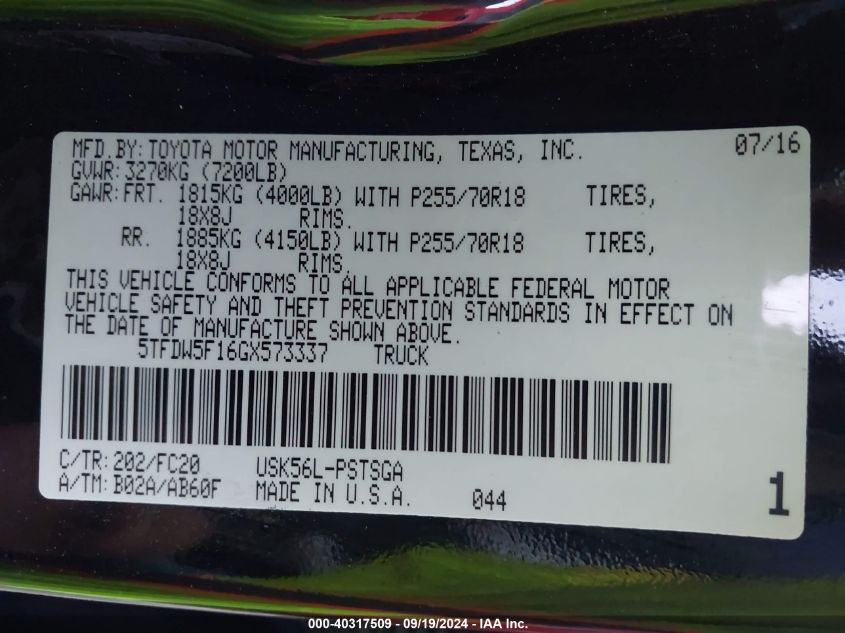 MFD.BY: TOYOTA MOTOR MANUFACTURING, TEXAS, INC. 07/16
GVWR: 3270KG (7200LB)
GAWR: FRT. 1815KG (4000LB) WITH P255/70R18 TIRES,
18X8J RIMS.
RR. 1885KG (4150LB) WITH P255/70R18 TIRES,
18X8J RIMS.
THIS VEHICLE CONFORMS TO ALL APPLICABLE FEDERAL MOTOR
VEHICLE SAFETY AND THEFT PREVENTION STANDARDS IN EFFECT ON
THE DATE OF MANUFACTURE SHOWN ABOVE.
5TFDW5F16GX573337 TRUCK
C/TR: 202/FC20 USK56L-PSTSGA
A/TM: B02A/AB60F MADE IN U.S.A. 044 1
000-40317509 - 09/19/2024 - IAA Inc.